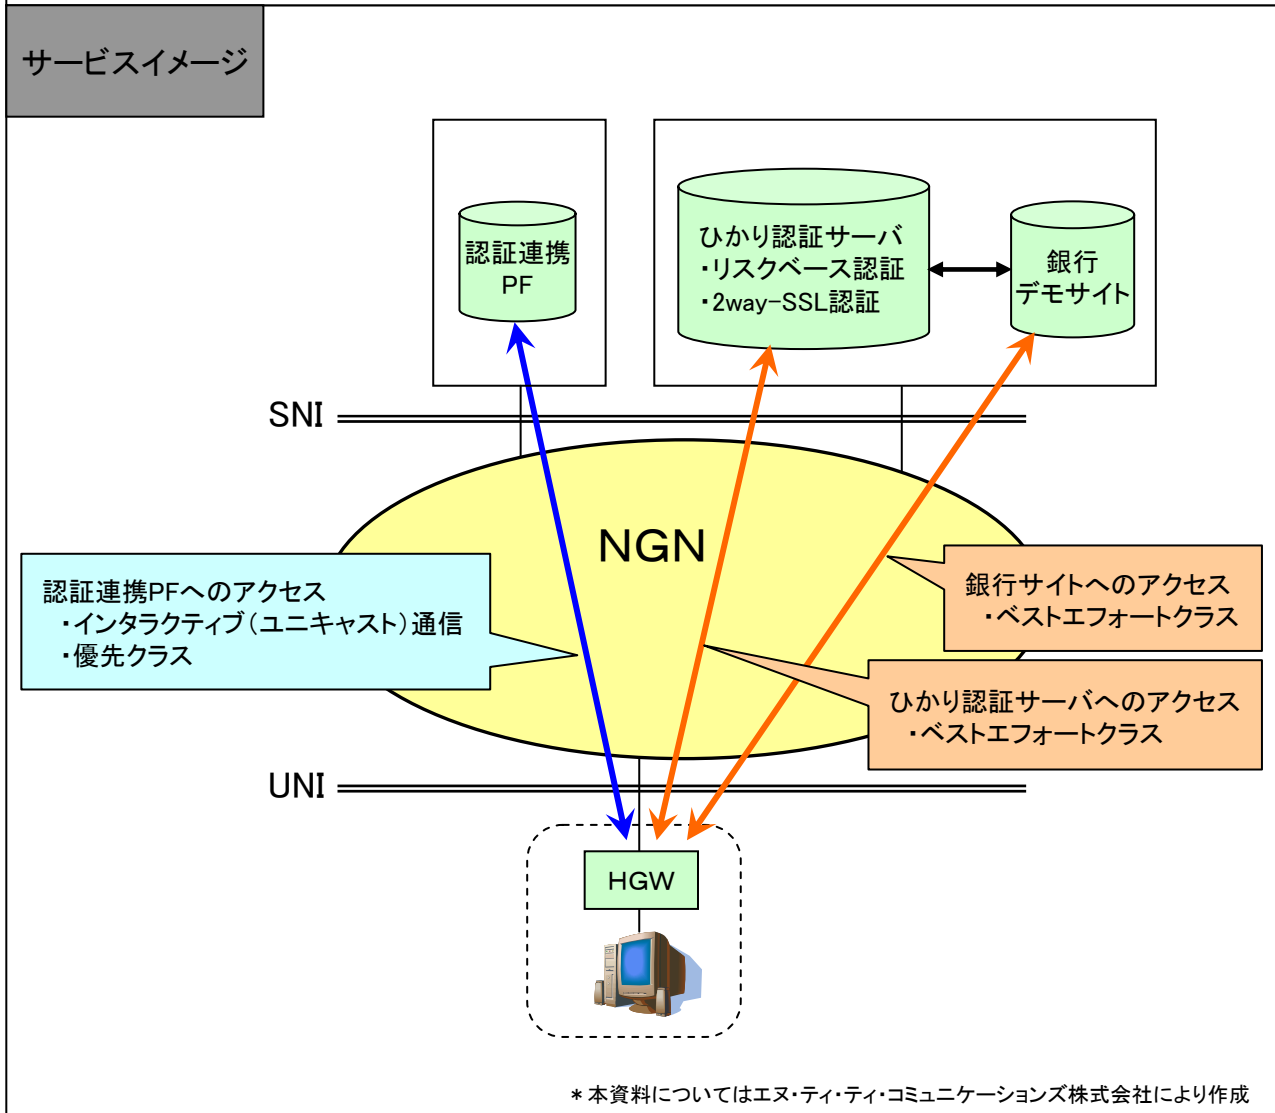 サービスイメージ
認証連携
PF
ひかり認証サーバ
・リスクベース認証
・2way-SSL認証
銀行
デモサイト
SNI
NGN
認証連携PFへのアクセス
・インタラクティブ(ユニキャスト)通信
・優先クラス
銀行サイトへのアクセス
・ベストエフォートクラス
ひかり認証サーバへのアクセス
・ベストエフォートクラス
UNI
HGW
*本資料についてはエヌ・ティ・ティ・コミュニケーションズ株式会社により作成